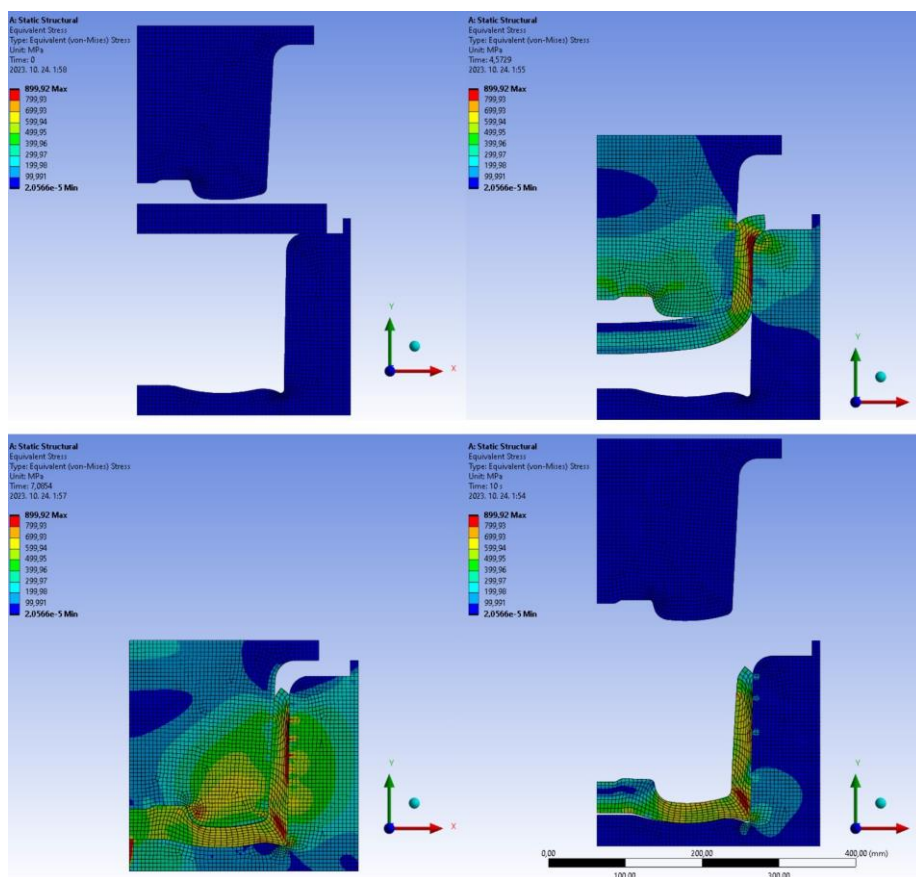 A: Static Structural
Equivalent Stress
Type: Equivalent (von-Mises) Stress
Unit: MPa
Time: 0
2023. 10. 24. 1:58
899,92 Max
799,93
699,93
599,94
499,95
399,96
299,97
199,98
99,991
2,0566e-5 Min
Y
X
A: Static Structural
Equivalent Stress
Type: Equivalent (von-Mises) Stress
Unit: MPa
Time: 4,5729
2023. 10. 24. 1:55
899,92 Max
799,93
699,93
599,94
499,95
399,96
299,97
199,98
99,991
2,0566e-5 Min
Y
A: Static Structural
Equivalent Stress
Type: Equivalent (von-Mises) Stress
Unit: MPa
Time: 7,0854
2023. 10. 24. 1:57
899,92 Max
799,93
699,93
599,94
499,95
399,96
299,97
199,98
99,991
2,0566e-5 Min
Y
X
A: Static Structural
Equivalent Stress
Type: Equivalent (von-Mises) Stress
Unit: MPa
Time: 10 s
2023. 10. 24. 1:54
899,92 Max
799,93
699,93
599,94
499,95
399,96
299,97
199,98
99,991
2,0566e-5 Min
Y
0,00 200,00 400,00 (mm)
100,00 300,00